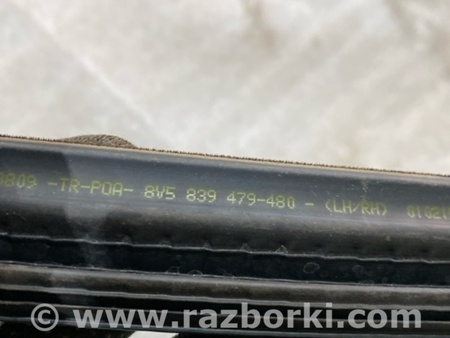 -TR-POA- 8V5 839 479-480 - (LH/RH)
© www.razborki.com/